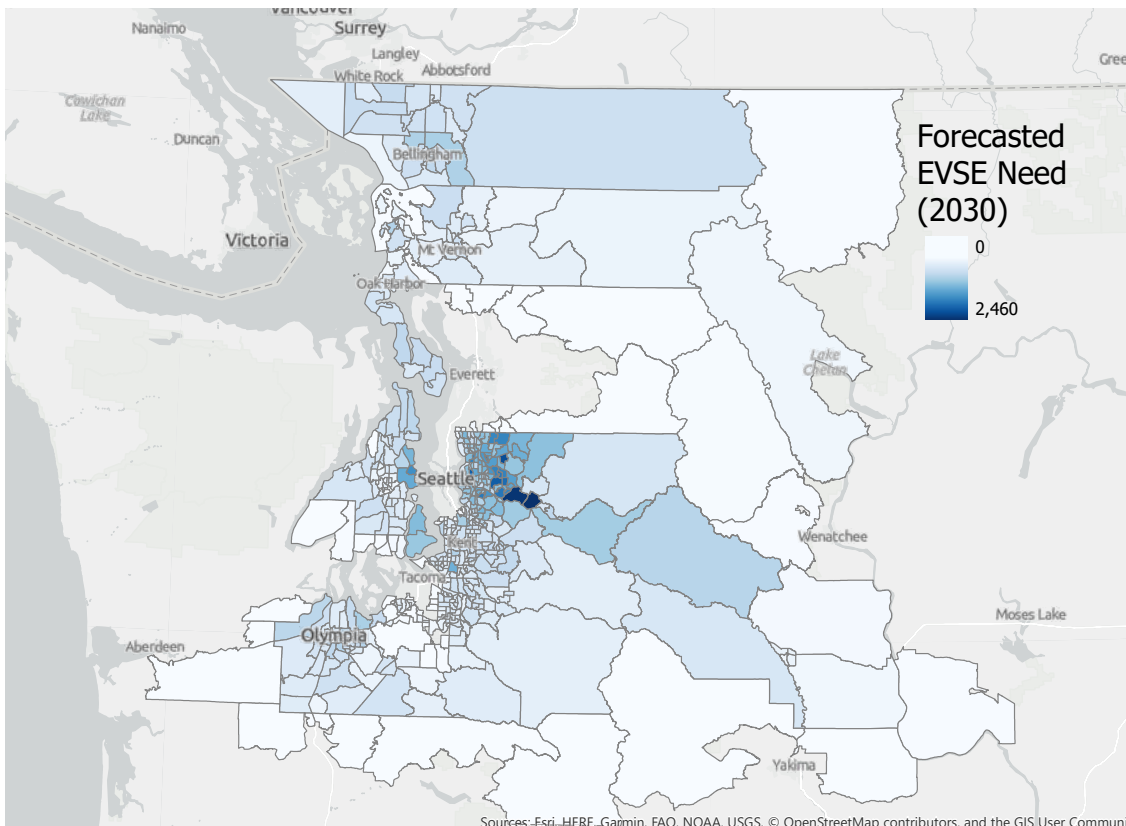 Vancouver
Nanaimo
Surrey
Langley
Abbotsford
White Rock
Gree
Cowichan
Lake
Duncan
Forecasted
EVSE Need
(2030)
Bellingham
Victoria
Mt Vernon
0
Oak Harbor
2,460
Lake
Chelan
Everett
Seattle
Wenatchee
Kent
Tacoma
Moses Lake
Olympia
Aberdeen
Yakima
Sources: Esri, HERE, Garmin, FAO, NOAA, USGS, © OpenStreetMap contributors, and the GIS User Communi